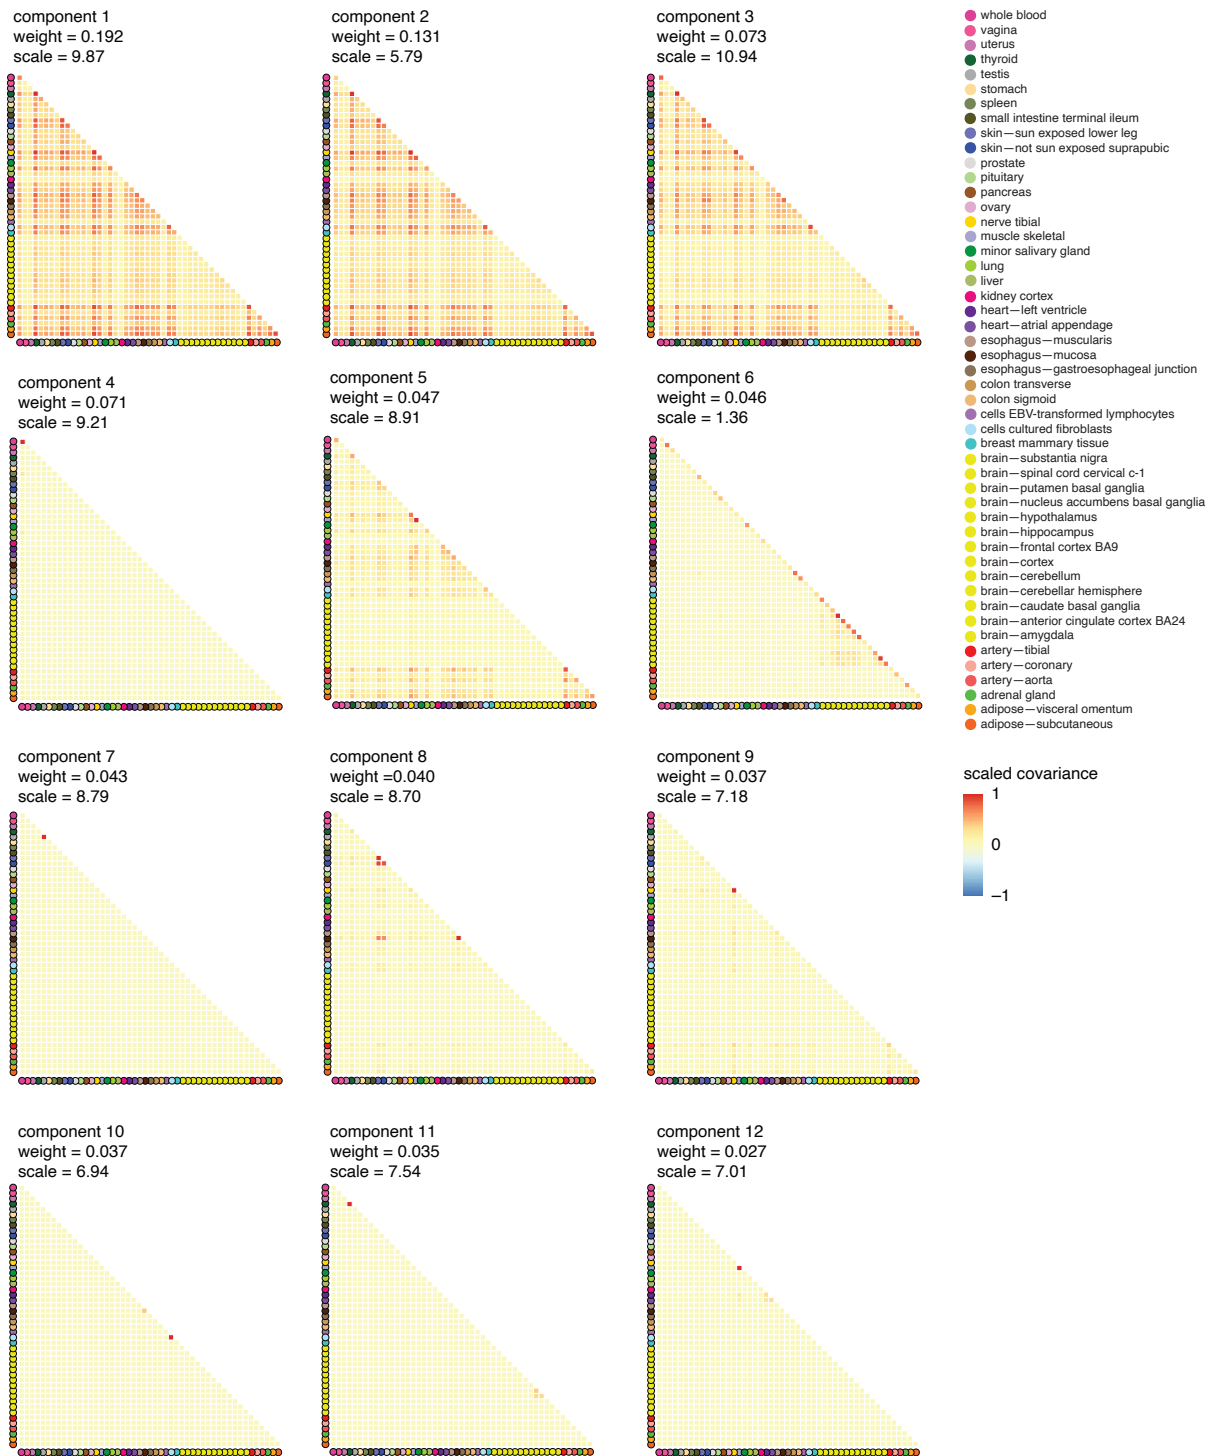 component 1
weight = 0.192
scale = 9.87
component 2
weight = 0.131
scale = 5.79
component 3
weight = 0.073
scale = 10.94
component 4
weight = 0.071
scale = 9.21
component 5
weight = 0.047
scale = 8.91
component 6
weight = 0.046
scale = 1.36
component 7
weight = 0.043
scale = 8.79
component 8
weight =0.040
scale = 8.70
component 9
weight = 0.037
scale = 7.18
component 10
weight = 0.037
scale = 6.94
component 11
weight = 0.035
scale = 7.54
component 12
weight = 0.027
scale = 7.01
whole blood
vagina
uterus
thyroid
testis
stomach
spleen
small intestine terminal ileum
skin—sun exposed lower leg
skin—not sun exposed suprapubic
prostate
pituitary
pancreas
ovary
nerve tibial
muscle skeletal
minor salivary gland
lung
liver
kidney cortex
heart—left ventricle
heart—atrial appendage
esophagus—muscularis
esophagus—mucosa
esophagus—gastroesophageal junction
colon transverse
colon sigmoid
cells EBV-transformed lymphocytes
cells cultured fibroblasts
breast mammary tissue
brain—substantia nigra
brain—spinal cord cervical c-1
brain—putamen basal ganglia
brain—nucleus accumbens basal ganglia
brain—hypothalamus
brain—hippocampus
brain—frontal cortex BA9
brain—cortex
brain—cerebellum
brain—cerebellar hemisphere
brain—caudate basal ganglia
brain—anterior cingulate cortex BA24
brain—amygdala
artery—tibial
artery—coronary
artery—aorta
adrenal gland
adipose—visceral omentum
adipose—subcutaneous
scaled covariance
1
0
−1